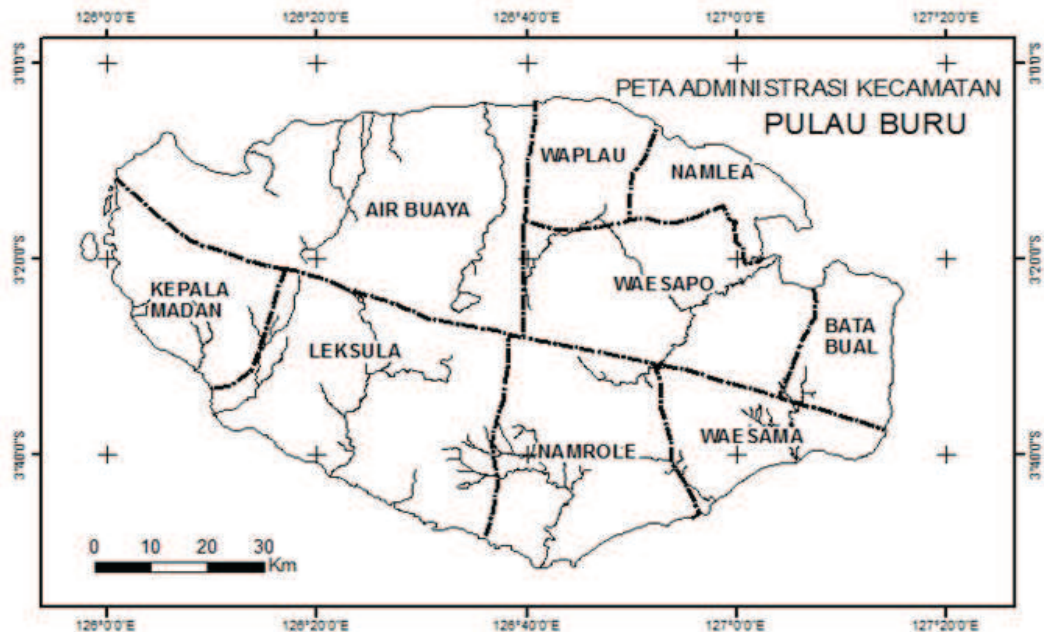 126°0'0"E 126°20'0"E 126°40'0"E 127°0'0"E 127°20'0"E
3°0'0"S 3°0'0"S
PETA ADMINISTRASI KECAMATAN
PULAU BURU
WAPLAU
NAMLEA
AIR BUAYA
3°20'0"S 3°20'0"S
WAESAPO
KEPALA
MADAN
BATA
BUAL
LEKSULA
WAESAMA
3°40'0"S 3°40'0"S
NAMROLE
0 10 20 30
Km
126°0'0"E 126°20'0"E 126°40'0"E 127°0'0"E 127°20'0"E